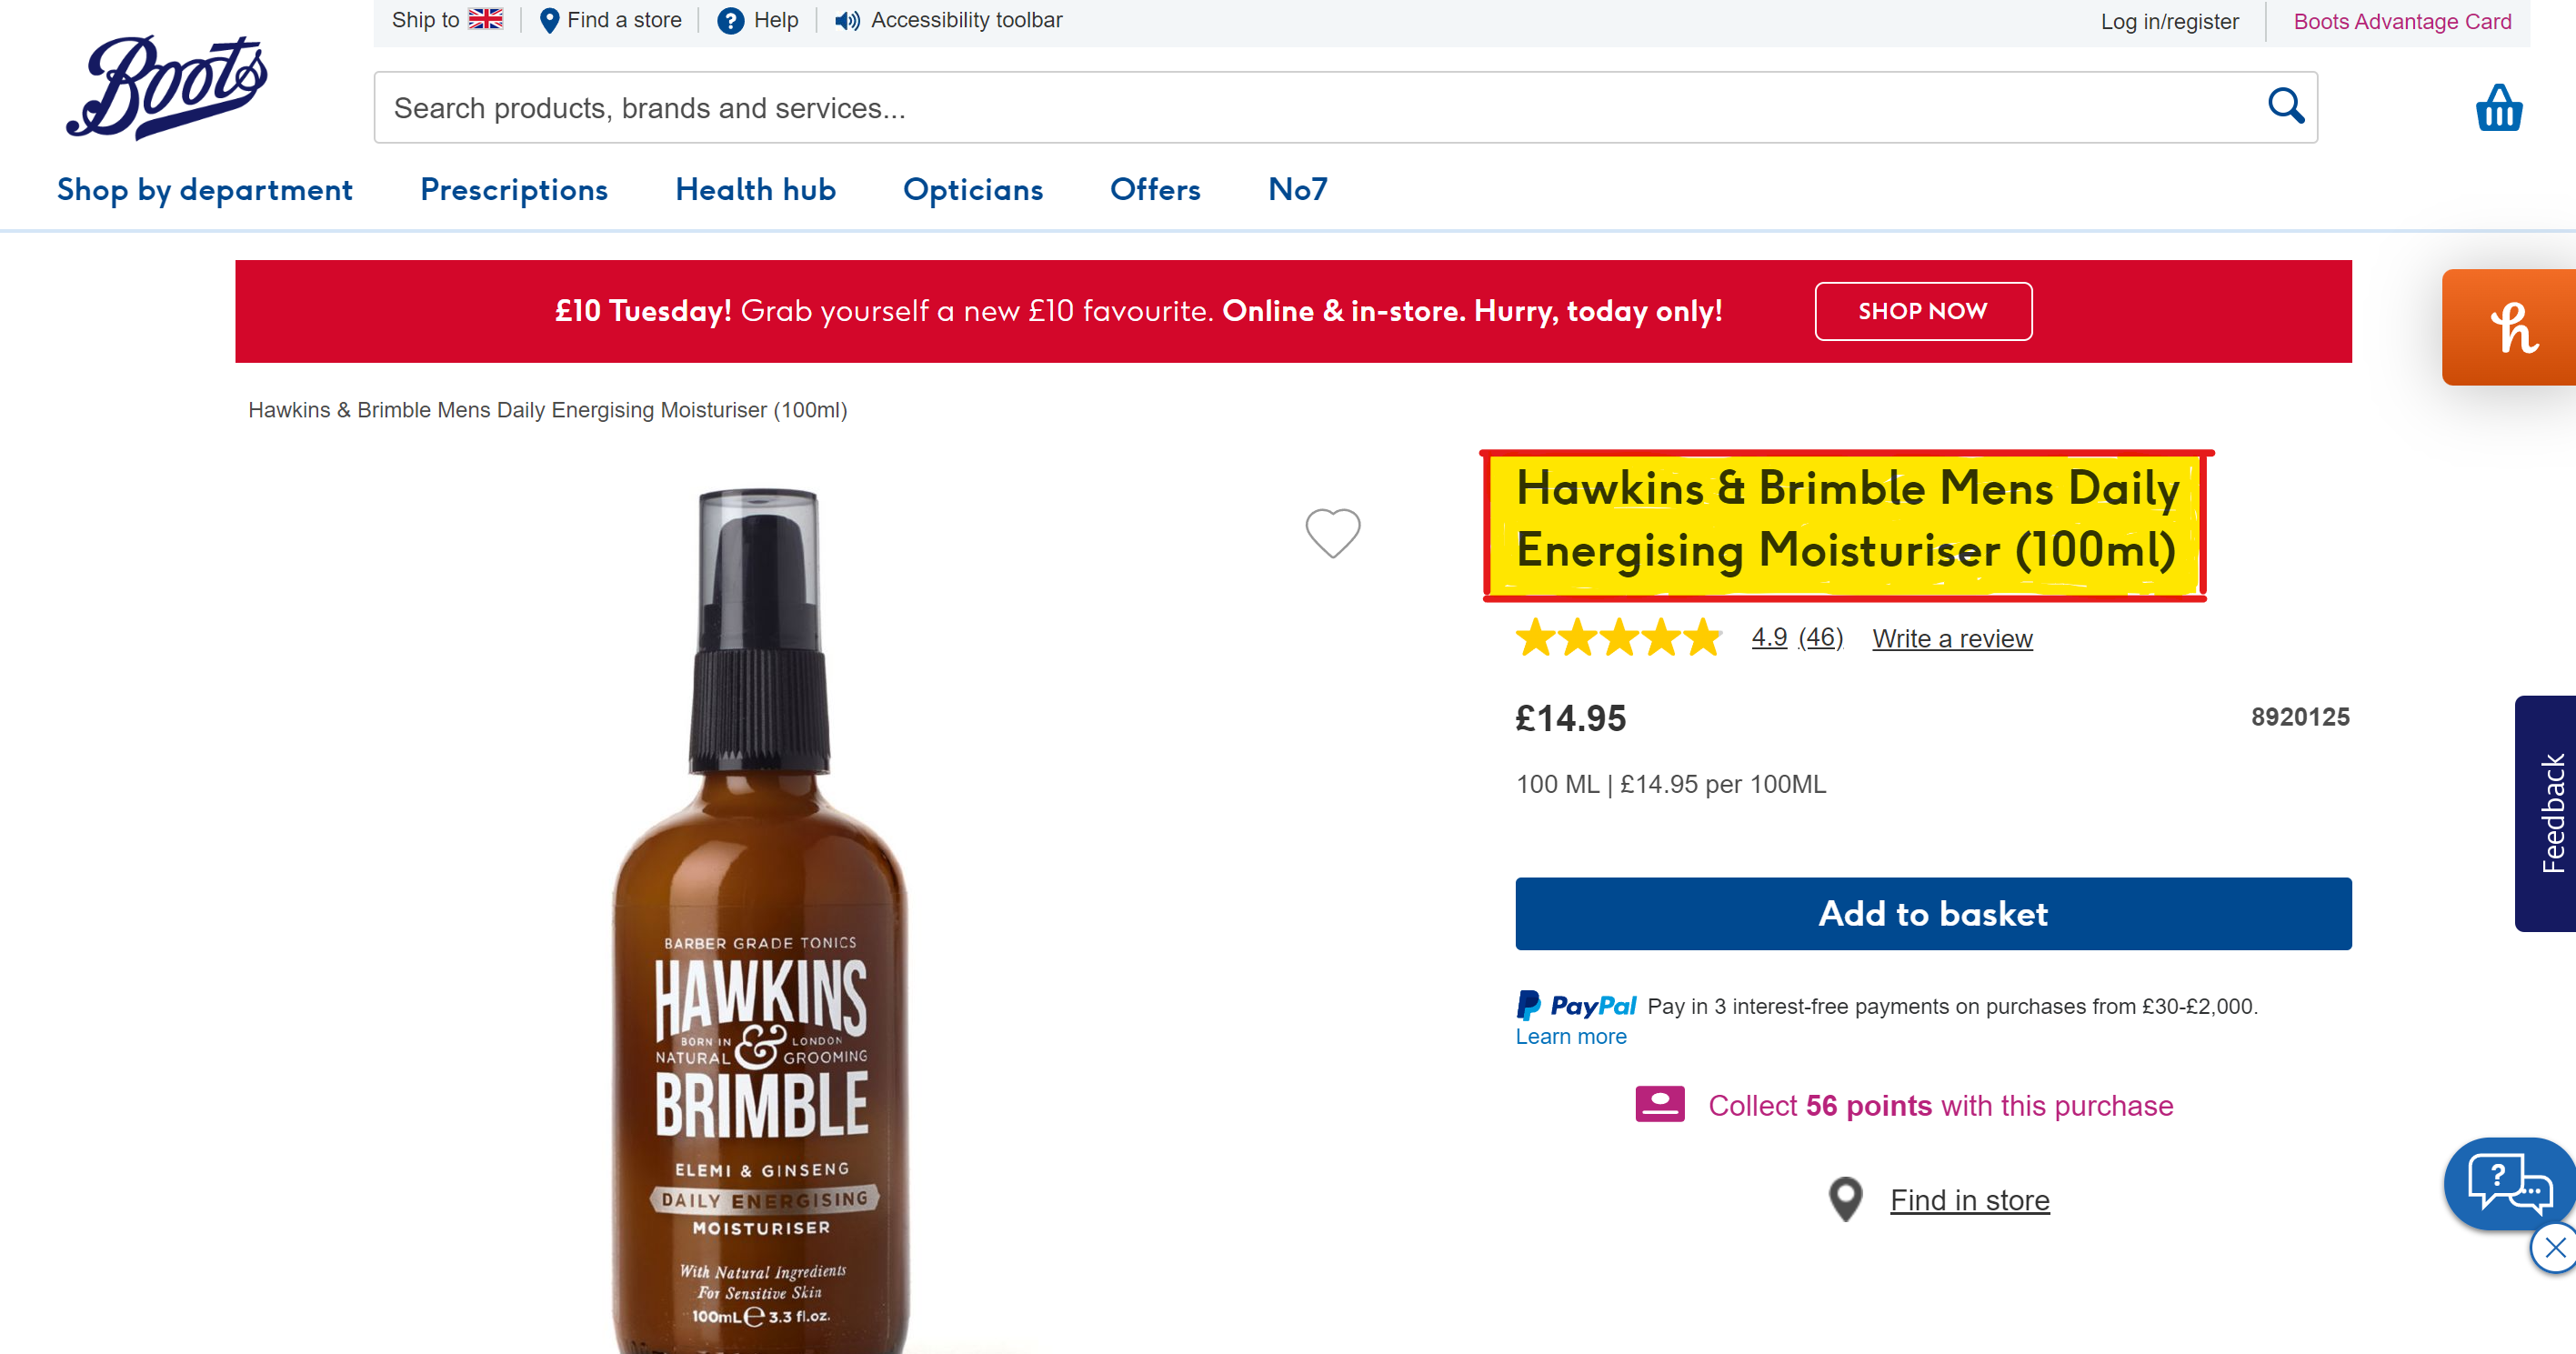 Boots
Ship to
Find a store
Help
Accessibility toolbar
Log in/register
Boots Advantage Card
Search products, brands and services...
Shop by department
Prescriptions
Health hub
Opticians
Offers
No7
£10 Tuesday! Grab yourself a new £10 favourite. Online & in-store. Hurry, today only!
SHOP NOW
h
Hawkins & Brimble Mens Daily Energising Moisturiser (100ml)
Hawkins & Brimble Mens Daily
Energising Moisturiser (100ml)
4.9 (46) Write a review
£14.95
8920125
100 ML | £14.95 per 100ML
Add to basket
PayPal Pay in 3 interest-free payments on purchases from £30-£2,000.
Learn more
Collect 56 points with this purchase
Find in store
Feedback
BARBER GRADE TONICS
HAWKINS
BORN IN & LONDON
NATURAL GROOMING
BRIMBLE
ELEMI & GINSENG
DAILY ENERGISING
MOISTURISER
With Natural Ingredients
For Sensitive Skin
100mL ℮ 3.3 fl.oz.